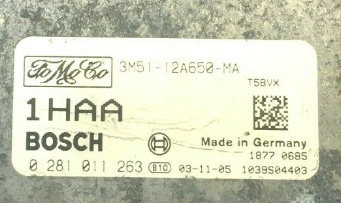 FoMoCo 3M51-12A650-MA
T5BVX
1HAA
BOSCH Made in Germany
1877 0685
0 281 011 263 B10 03-11-05 1039S04403